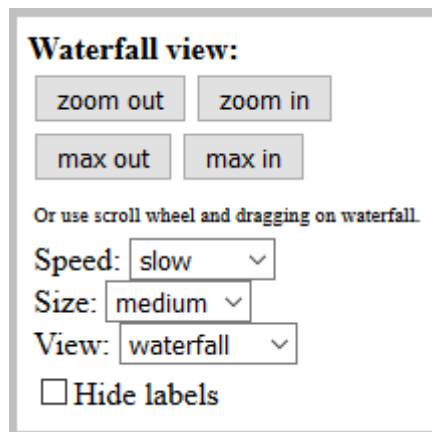 Waterfall view:
zoom out zoom in
max out max in
Or use scroll wheel and dragging on waterfall.
Speed: slow
Size: medium
View: waterfall
Hide labels